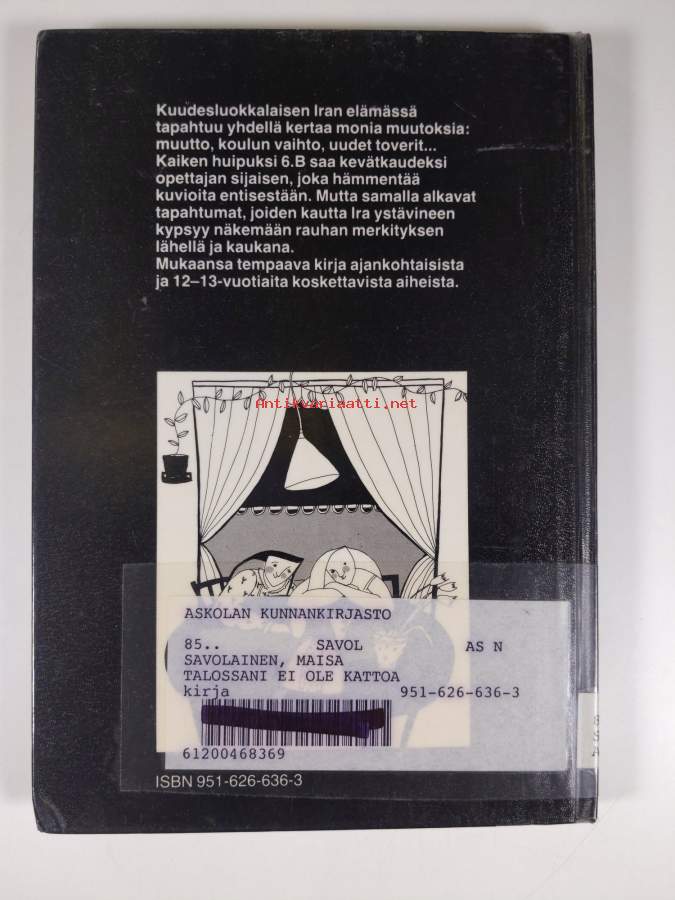 Kuudesluokkalaisen Iran elämässä
tapahtuu yhdellä kertaa monia muutoksia:
muutto, koulun vaihto, uudet toverit...
Kaiken huipuksi 6.B saa kevätkaudeksi
opettajan sijaisen, joka hämmentää
kuvioita entisestään. Mutta samalla alkavat
tapahtumat, joiden kautta Ira ystävineen
kypsyy näkemään rauhan merkityksen
lähellä ja kaukana.
Mukaansa tempaava kirja ajankohtaisista
ja 12–13-vuotiaita koskettavista aiheista.
Antikvariaatti.net
ASKOLAN KUNNANKIRJASTO
85.. SAVOL AS N
SAVOLAINEN, MAISA
TALOSSANI EI OLE KATTOA
kirja 951-626-636-3
61200468369
ISBN 951-626-636-3
8
S
A